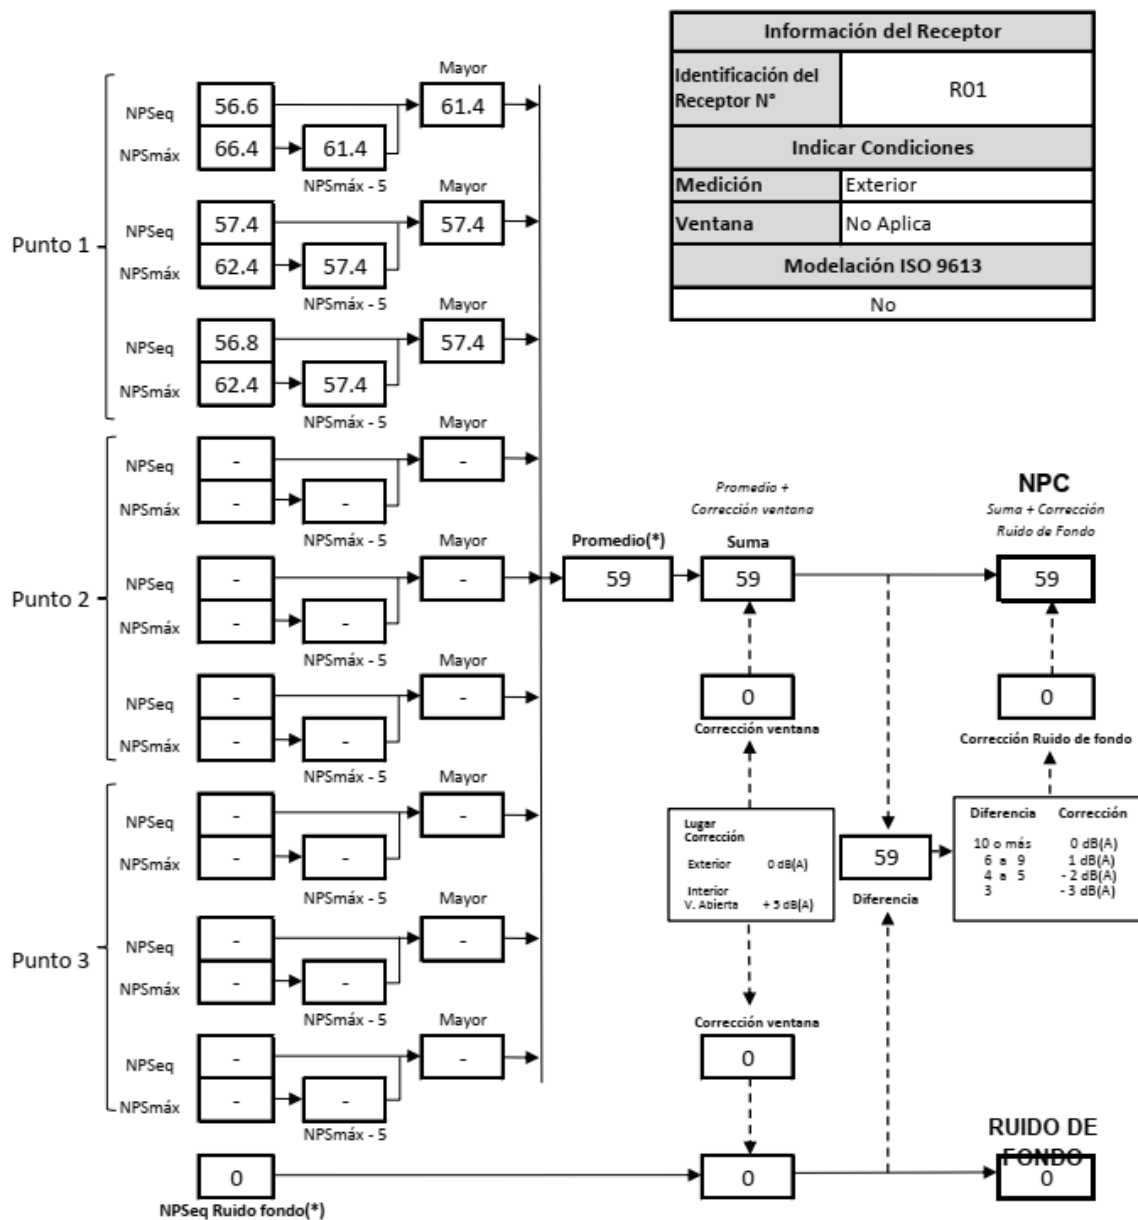 Información del Receptor
Identificación del
Receptor N°
R01
Indicar Condiciones
Medición Exterior
Ventana No Aplica
Modelación ISO 9613
No
Punto 1
Mayor
NPSeq 56.6 61.4
NPSmáx 66.4 61.4
NPSmáx - 5
Mayor
NPSeq 57.4 57.4
NPSmáx 62.4 57.4
NPSmáx - 5
Mayor
NPSeq 56.8 57.4
NPSmáx 62.4 57.4
NPSmáx - 5
Punto 2
Mayor
NPSeq - -
NPSmáx - -
NPSmáx - 5
Mayor
NPSeq - -
NPSmáx - -
NPSmáx - 5
Mayor
NPSeq - -
NPSmáx - -
NPSmáx - 5
Punto 3
Mayor
NPSeq - -
NPSmáx - -
NPSmáx - 5
Mayor
NPSeq - -
NPSmáx - -
NPSmáx - 5
Mayor
NPSeq - -
NPSmáx - -
NPSmáx - 5
0
NPSeq Ruido fondo(*)
Promedio(*)
59
Promedio +
Corrección ventana
Suma
59
0
Corrección ventana
Lugar
Corrección
Exterior 0 dB(A)
Interior
V. Abierta + 5 dB(A)
Corrección ventana
0
0
59
Diferencia
NPC
Suma + Corrección
Ruido de Fondo
59
0
Corrección Ruido de fondo
Diferencia Corrección
10 o más 0 dB(A)
6 a 9 1 dB(A)
4 a 5 - 2 dB(A)
3 - 3 dB(A)
RUIDO DE
FONDO
0